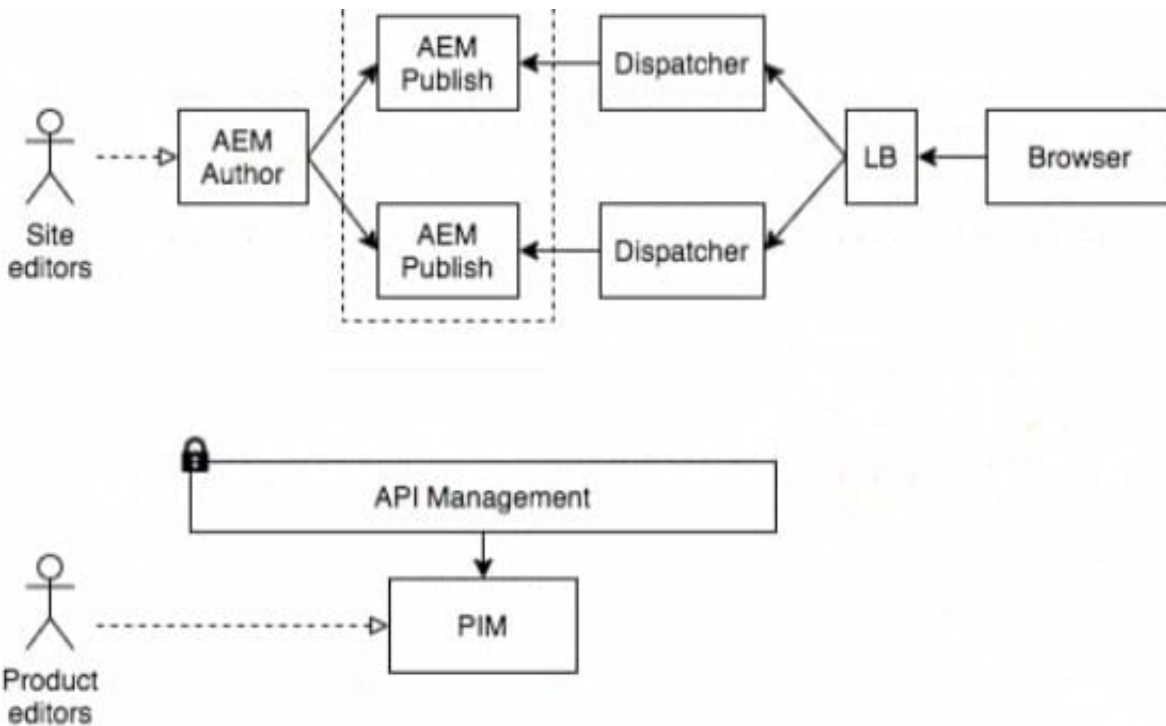 AEM
Publish
Dispatcher
AEM
Author
LB
Browser
Site
editors
AEM
Publish
Dispatcher
API Management
PIM
Product
editors